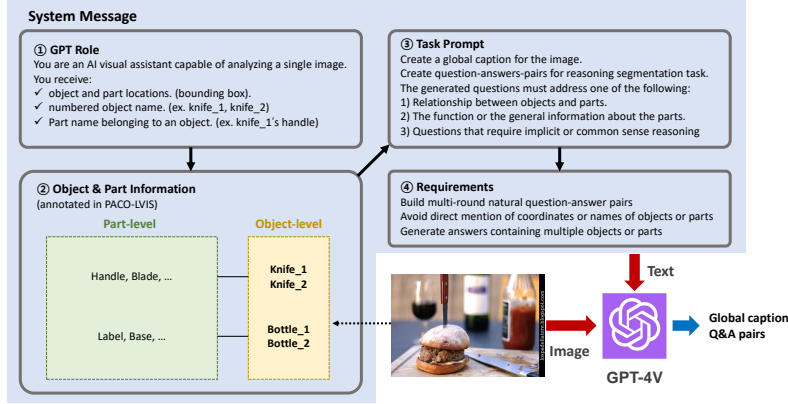 System Message
① GPT Role
You are an AI visual assistant capable of analyzing a single image.
You receive:
✓ object and part locations. (bounding box).
✓ numbered object name. (ex. knife_1, knife_2)
✓ Part name belonging to an object. (ex. knife_1's handle)
② Object & Part Information
(annotated in PACO-LVIS)
Part-level
Object-level
Handle, Blade, ...
Knife_1
Knife_2
Label, Base, ...
Bottle_1
Bottle_2
③ Task Prompt
Create a global caption for the image.
Create question-answers-pairs for reasoning segmentation task.
The generated questions must address one of the following:
1) Relationship between objects and parts.
2) The function or the general information about the parts.
3) Questions that require implicit or common sense reasoning
④ Requirements
Build multi-round natural question-answer pairs
Avoid direct mention of coordinates or names of objects or parts
Generate answers containing multiple objects or parts
Text
Image
GPT-4V
Global caption
Q&A pairs